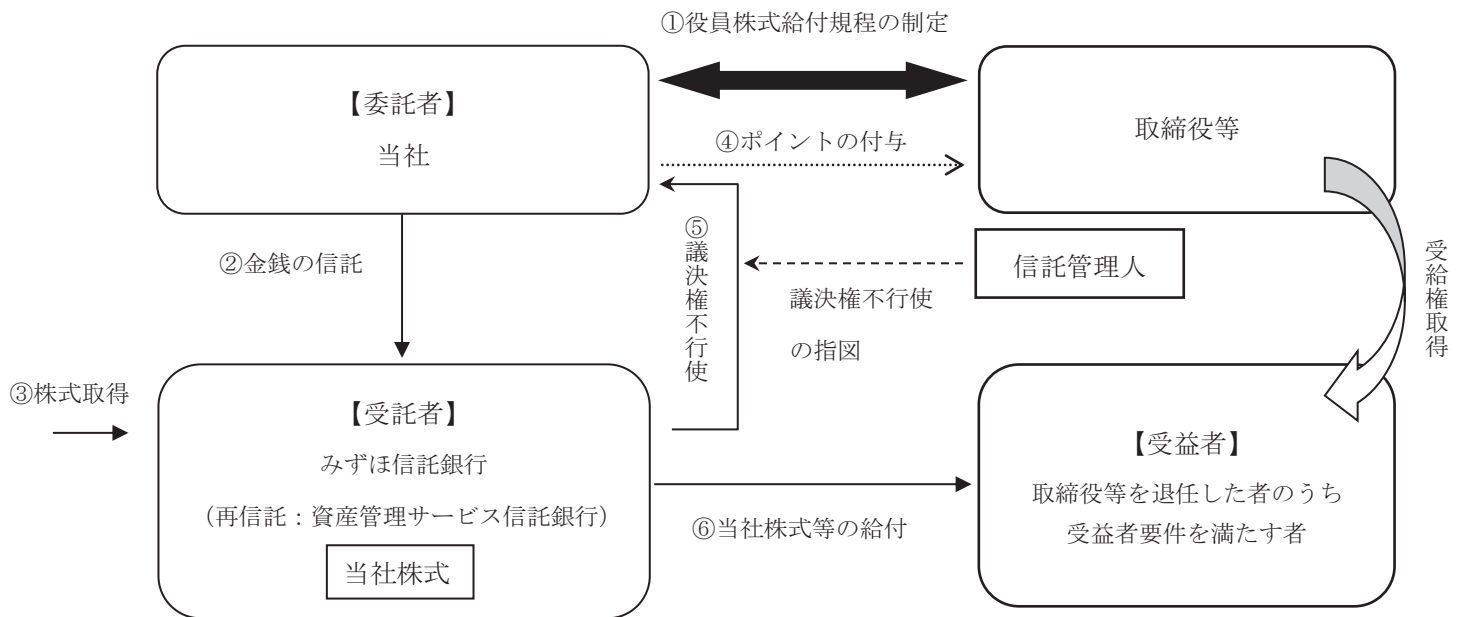 ①役員株式給付規程の制定
【委託者】
当社
取締役等
④ポイントの付与
②金銭の信託
⑤議決権不行使
議決権不行使
の指図
信託管理人
受給権取得
③株式取得
【受託者】
みずほ信託銀行
（再信託：資産管理サービス信託銀行）
当社株式
⑥当社株式等の給付
【受益者】
取締役等を退任した者のうち
受益者要件を満たす者